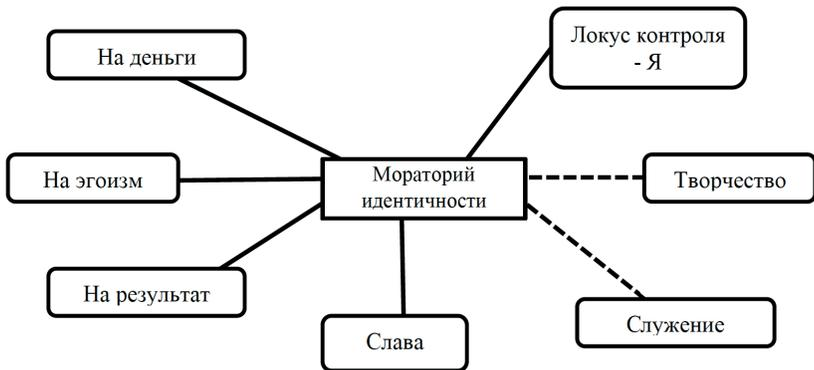 Локус контроля
- Я
На деньги
Мораторий
идентичности
На эгоизм
Творчество
На результат
Служение
Слава